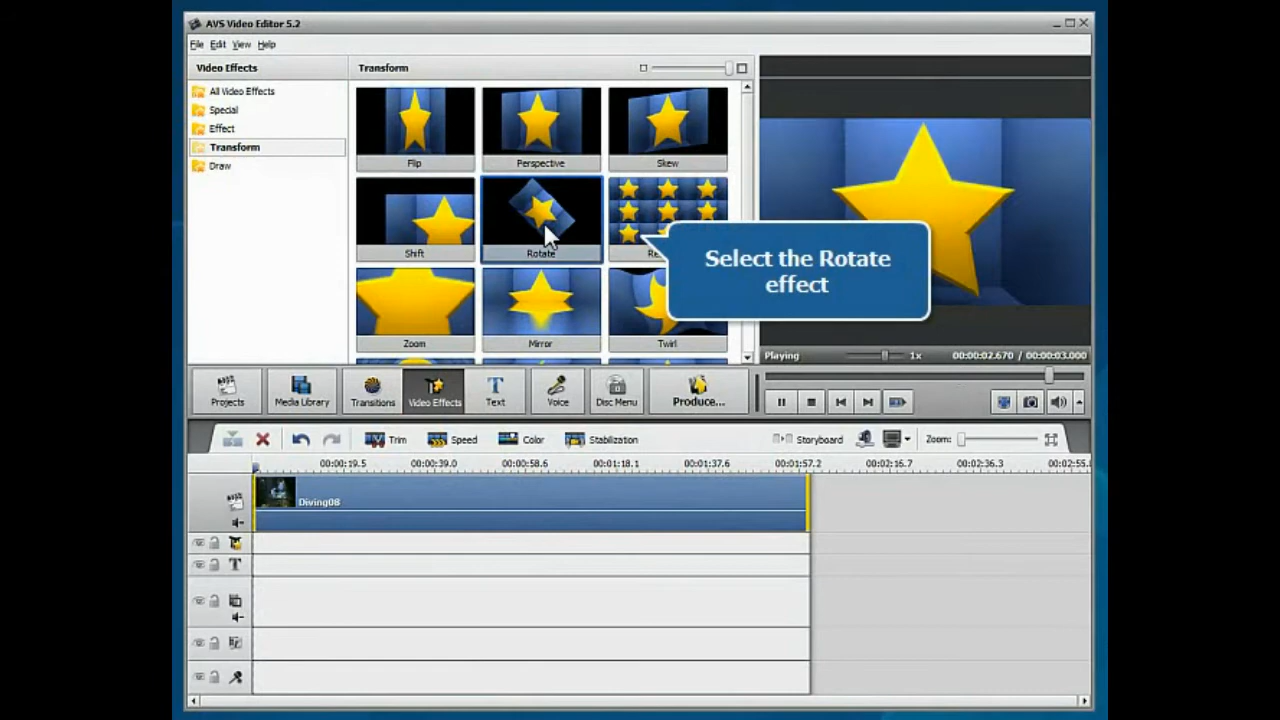 AVS Video Editor 5.2
File Edit View Help
Video Effects
Transform
All Video Effects
Special
Effect
Transform
Draw
Flip
Perspective
Skew
Shift
Rotate
Zoom
Mirror
Twirl
Select the Rotate
effect
Playing
1x
00:00:02.670 / 00:00:03.000
Projects
Media Library
Transitions
Video Effects
Text
Voice
Disc Menu
Produce...
Trim
Speed
Color
Stabilization
Storyboard
Zoom:
00:00:19.5 00:00:39.0 00:00:58.6 00:01:18.1 00:01:37.6 00:01:57.2 00:02:16.7 00:02:36.3 00:02:55.
Diving08
T